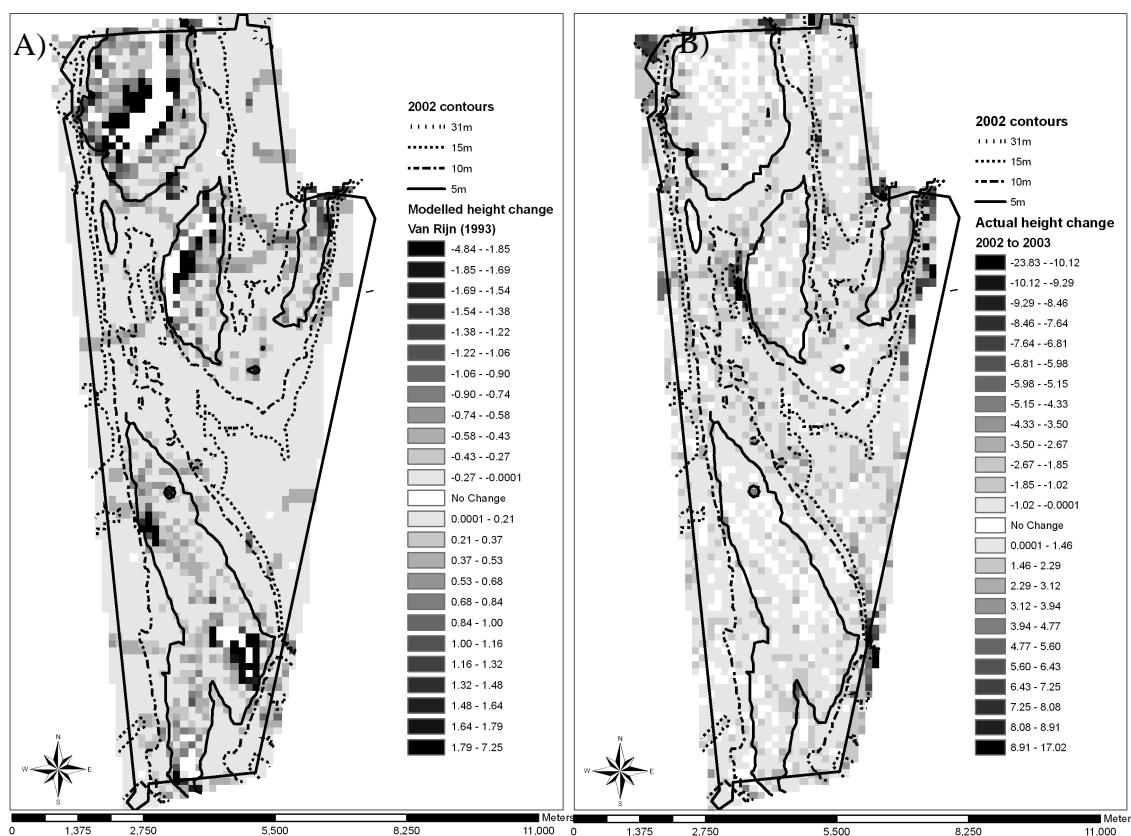 A)
2002 contours
31m
15m
10m
5m
Modelled height change
Van Rijn (1993)
-4.84 - -1.85
-1.85 - -1.69
-1.69 - -1.54
-1.54 - -1.38
-1.38 - -1.22
-1.22 - -1.06
-1.06 - -0.90
-0.90 - -0.74
-0.74 - -0.58
-0.58 - -0.43
-0.43 - -0.27
-0.27 - -0.0001
No Change
0.0001 - 0.21
0.21 - 0.37
0.37 - 0.53
0.53 - 0.68
0.68 - 0.84
0.84 - 1.00
1.00 - 1.16
1.16 - 1.32
1.32 - 1.48
1.48 - 1.64
1.64 - 1.79
1.79 - 7.25
N
W E
S
Meters
0 1,375 2,750 5,500 8,250 11,000
B)
2002 contours
31m
15m
10m
5m
Actual height change
2002 to 2003
-23.83 - -10.12
-10.12 - -9.29
-9.29 - -8.46
-8.46 - -7.64
-7.64 - -6.81
-6.81 - -5.98
-5.98 - -5.15
-5.15 - -4.33
-4.33 - -3.50
-3.50 - -2.67
-2.67 - -1.85
-1.85 - -1.02
-1.02 - -0.0001
No Change
0.0001 - 1.46
1.46 - 2.29
2.29 - 3.12
3.12 - 3.94
3.94 - 4.77
4.77 - 5.60
5.60 - 6.43
6.43 - 7.25
7.25 - 8.08
8.08 - 8.91
8.91 - 17.02
N
W E
S
Meters
0 1,375 2,750 5,500 8,250 11,000